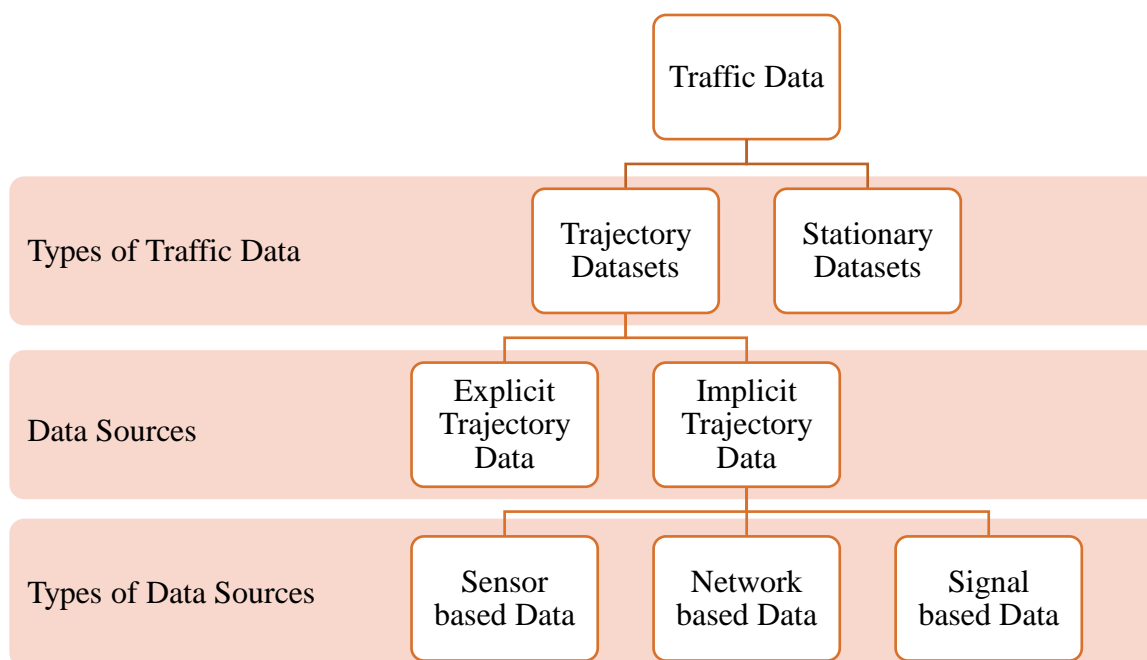 Traffic Data
Types of Traffic Data
Trajectory
Datasets
Stationary
Datasets
Data Sources
Explicit
Trajectory
Data
Implicit
Trajectory
Data
Types of Data Sources
Sensor
based Data
Network
based Data
Signal
based Data